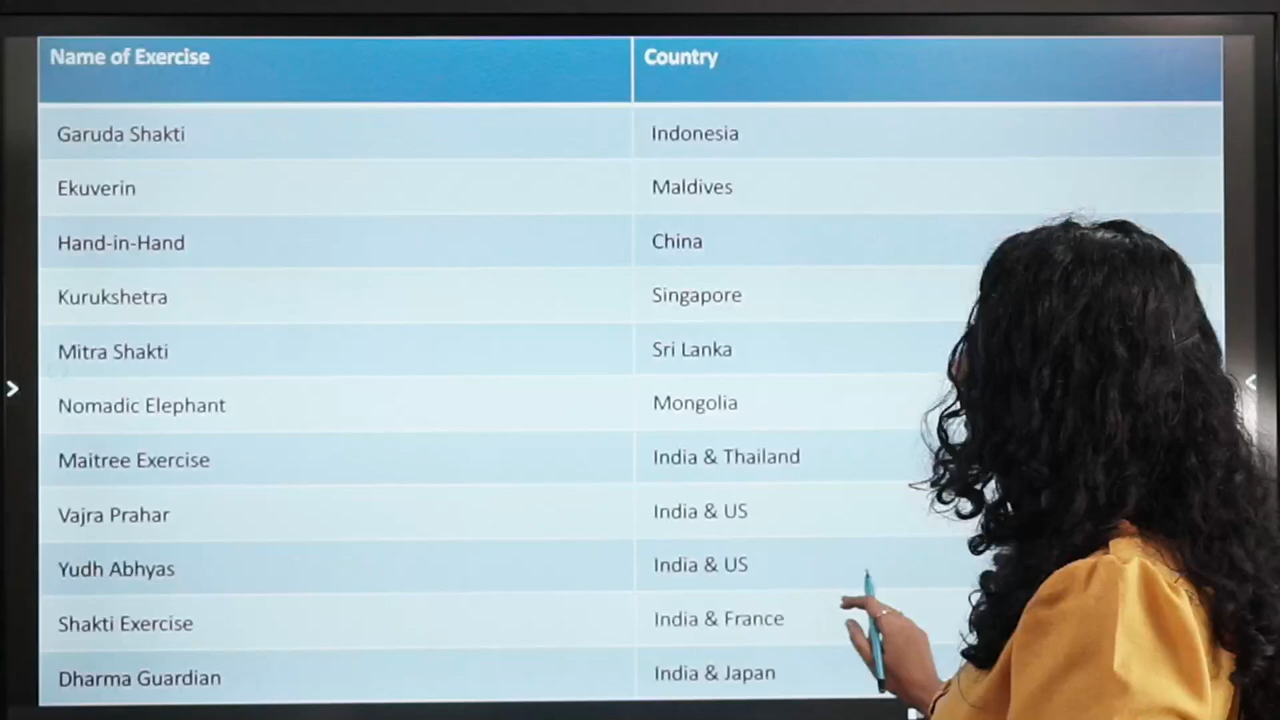 Name of Exercise Country
Garuda Shakti Indonesia
Ekuverin Maldives
Hand-in-Hand China
Kurukshetra Singapore
Mitra Shakti Sri Lanka
Nomadic Elephant Mongolia
Maitree Exercise India & Thailand
Vajra Prahar India & US
Yudh Abhyas India & US
Shakti Exercise India & France
Dharma Guardian India & Japan